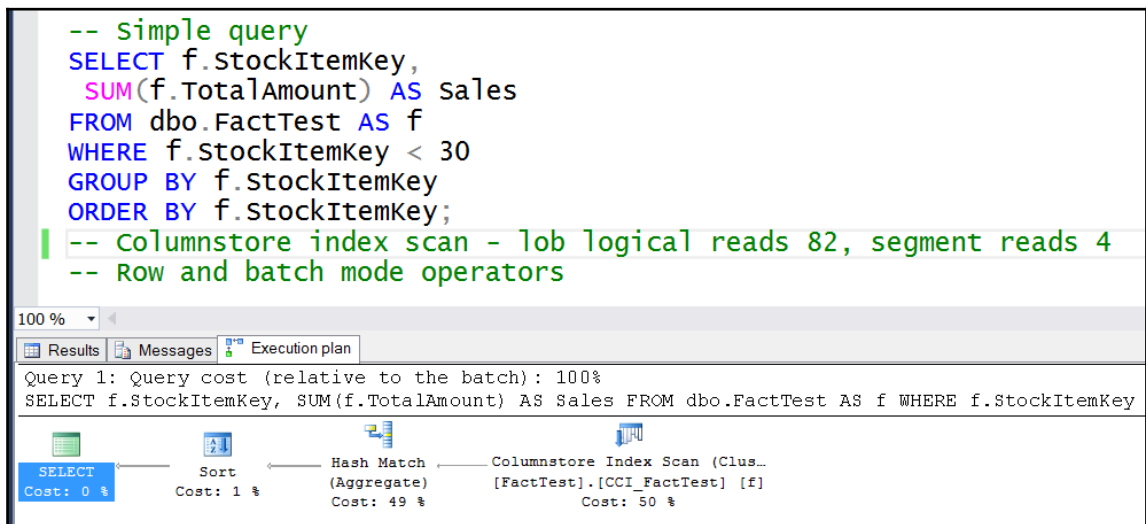 -- Simple query
SELECT f.StockItemKey,
SUM(f.TotalAmount) AS Sales
FROM dbo.FactTest AS f
WHERE f.StockItemKey < 30
GROUP BY f.StockItemKey
ORDER BY f.StockItemKey;
-- Columnstore index scan - lob logical reads 82, segment reads 4
-- Row and batch mode operators
100 %
Results Messages Execution plan
Query 1: Query cost (relative to the batch): 100%
SELECT f.StockItemKey, SUM(f.TotalAmount) AS Sales FROM dbo.FactTest AS f WHERE f.StockItemKey
SELECT
Cost: 0 %
Sort
Cost: 1 %
Hash Match
(Aggregate)
Cost: 49 %
Columnstore Index Scan (Clus…
[FactTest].[CCI_FactTest] [f]
Cost: 50 %